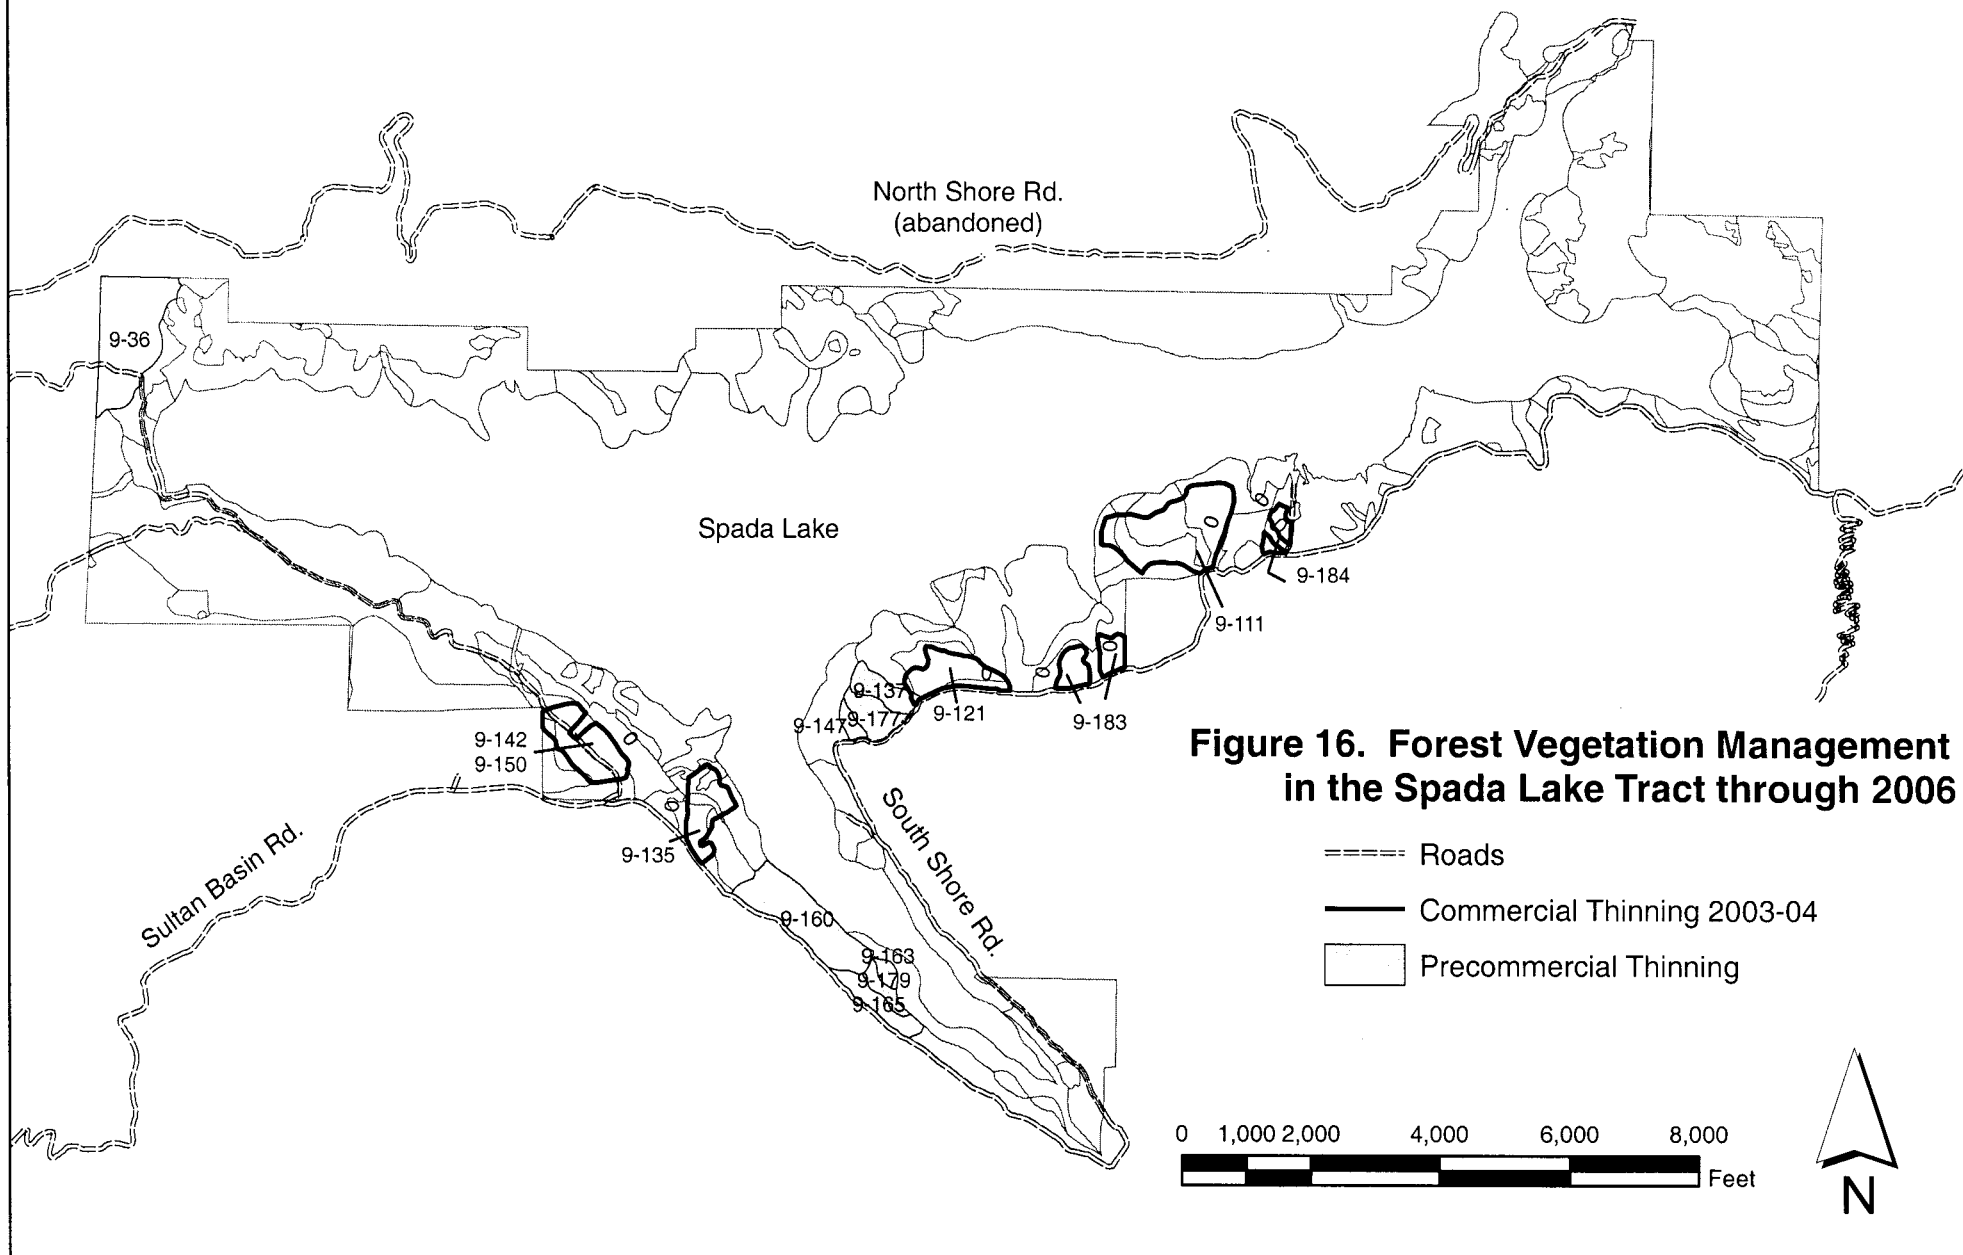 North Shore Rd.
(abandoned)
9-36
Spada Lake
9-184
9-111
9-137
9-147
9-177
9-121
9-183
9-142
9-150
9-135
Figure 16. Forest Vegetation Management
in the Spada Lake Tract through 2006
Roads
Commercial Thinning 2003-04
Precommercial Thinning
Sultan Basin Rd.
South Shore Rd.
9-160
9-163
9-179
9-165
0 1,000 2,000 4,000 6,000 8,000
Feet
N